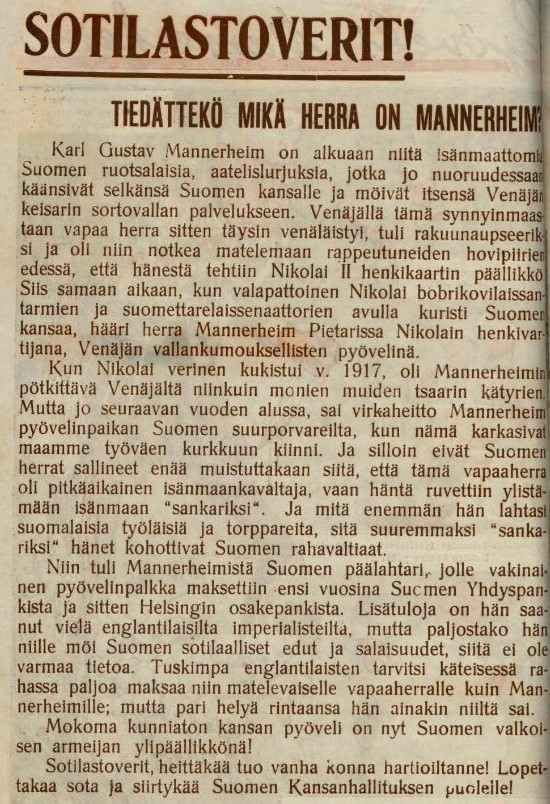 SOTILASTOVERIT!
TIEDÄTTEKÖ MIKÄ HERRA ON MANNERHEIM?
Karl Gustav Mannerheim on alkuaan niitä isänmaattomia
Suomen ruotsalaisia, aatelislurjuksia, jotka jo nuoruudessaan
käänsivät selkänsä Suomen kansalle ja möivät itsensä Venäjän
keisarin sortovallan palvelukseen. Venäjällä tämä synnyinmaas-
taan vapaa herra sitten täysin venäläistyi, tuli rakuunaupseerik-
si ja oli niin notkea matelemaan rappeutuneiden hovipiirien
edessä, että hänestä tehtiin Nikolai II henkikaartin päällikkö.
Siis samaan aikaan, kun valapattoinen Nikolai bobrikovilaissan-
tarmien ja suomettarelaissenaattorien avulla kuristi Suomen
kansaa, hääri herra Mannerheim Pietarissa Nikolain henkivar-
tijana, Venäjän vallankumouksellisten pyövelinä.
Kun Nikolai verinen kukistui v. 1917, oli Mannerheimin
pötkittävä Venäjältä niinkuin monien muiden tsaarin kätyrien.
Mutta jo seuraavan vuoden alussa, sai virkaheitto Mannerheim
pyövelinpaikan Suomen suurporvareilta, kun nämä karkasivat
maamme työväen kurkkuun kiinni. Ja silloin eivät Suomen
herrat sallineet enää muistuttakaan siitä, että tämä vapaaherra
oli pitkäaikainen isänmaankavaltaja, vaan häntä ruvettiin ylistä-
mään isänmaan "sankariksi". Ja mitä enemmän hän lahtasi
suomalaisia työläisiä ja torppareita, sitä suuremmaksi "sanka-
riksi" hänet kohottivat Suomen rahavaltiaat.
Niin tuli Mannerheimistä Suomen päälahtari, jolle vakinai-
nen pyövelinpalkka maksettiin ensi vuosina Suomen Yhdyspan-
kista ja sitten Helsingin osakepankista. Lisätuloja on hän saa-
nut vielä englantilaisilta imperialisteilta, mutta paljostako hän
niille möi Suomen sotilaalliset edut ja salaisuudet, siitä ei ole
varmaa tietoa. Tuskimpa englantilaisten tarvitsi käteisessä ra-
hassa paljoa maksaa niin matelevaiselle vapaaherralle kuin Man-
nerheimille; mutta pari helyä rintaansa hän ainakin niiltä sai.
Mokoma kunniaton kansan pyöveli on nyt Suomen valkoi-
sen armeijan ylipäällikkönä!
Sotilastoverit, heittäkää tuo vanha konna hartioiltanne! Lopet-
takaa sota ja siirtykää Suomen Kansanhallituksen puolelle!